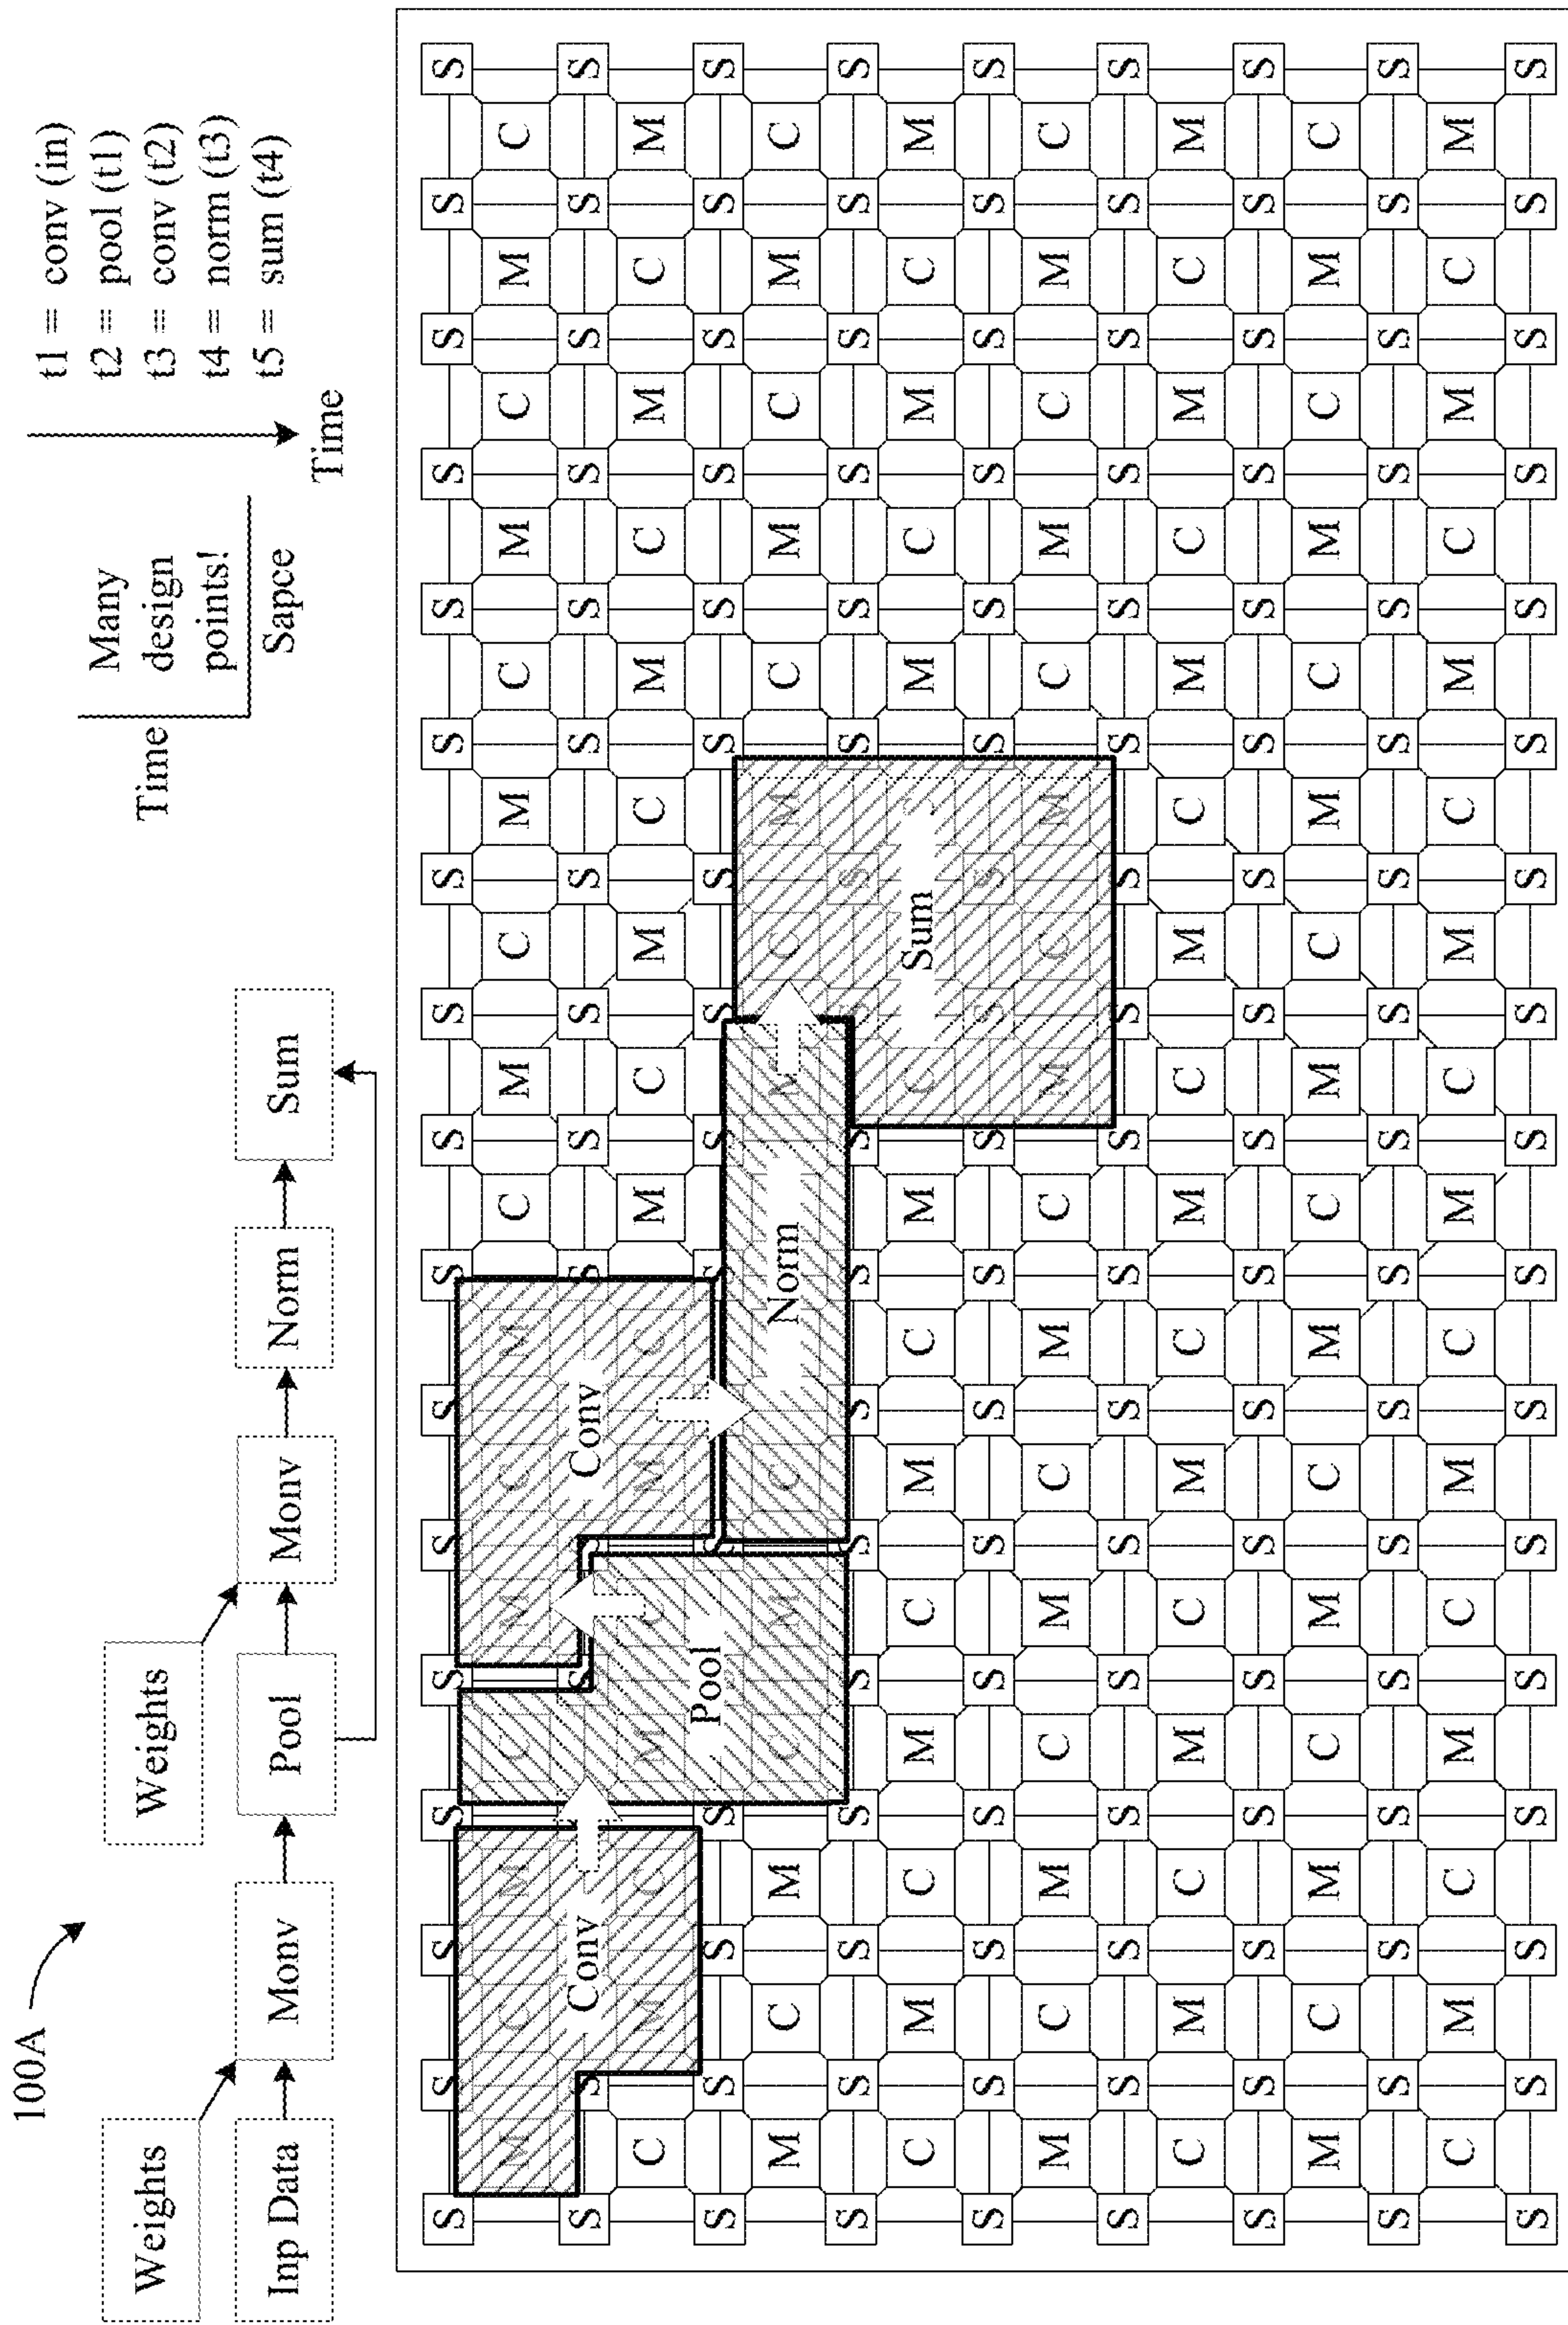 100A
t1 = conv (in)
t2 = pool (t1)
t3 = conv (t2)
t4 = norm (t3)
t5 = sum (t4)
Time
Time
Many
design
points!
Sapce
Weights
Weights
Inp Data
Monv
Pool
Monv
Norm
Sum
S S S S S S S S S S S S S S S S S
M C M C M C M C M C M C M C M C
S S S S S S S S S S S S S S
Conv Conv
C M C M C M C M C M C M C M C M
S S S S S S S S S S S S S S S S
Pool
M C M C M C M C M C M C M C
Norm
S S S S S S S S S S S S S S S S S
C M C M C M C M C C M C M C M
Sum
S S S S S S S S S S S S S S S S S
M C M C M C M C M C M C M C M C
S S S S S S S S S S S S S S S S S
C M C M C M C M C M C M C M C M
S S S S S S S S S S S S S S S S S
M C M C M C M C M C M C M C M C
S S S S S S S S S S S S S S S S S
C M C M C M C M C M C M C M C M
S S S S S S S S S S S S S S S S S